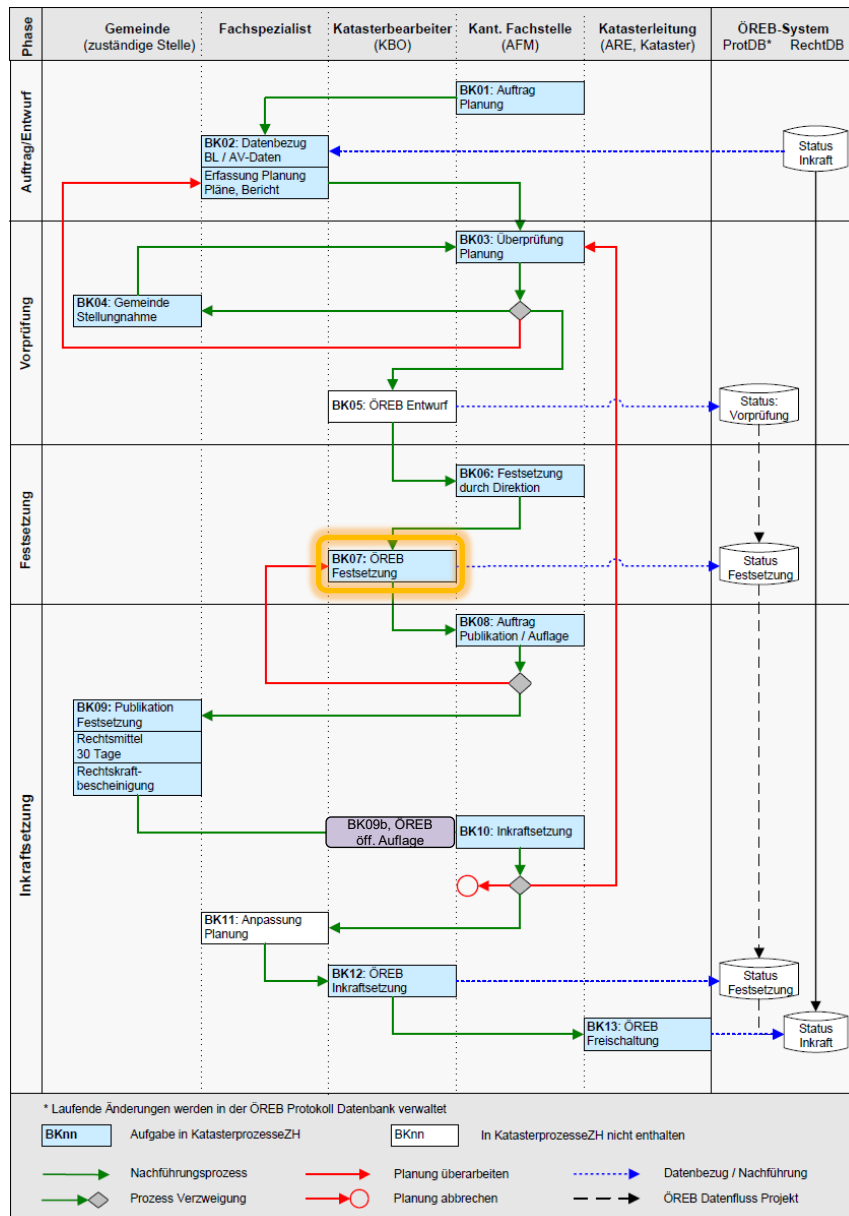 Phase
Gemeinde
(zuständige Stelle)
Fachspezialist
Katasterbearbeiter
(KBO)
Kant. Fachstelle
(AFM)
Katasterleitung
(ARE, Kataster)
ÖREB-System
ProtDB* RechtDB
Auftrag/Entwurf
BK01: Auftrag
Planung
BK02: Datenbezug
BL / AV-Daten
Erfassung Planung
Pläne, Bericht
Status
Inkraft
Vorprüfung
BK03: Überprüfung
Planung
BK04: Gemeinde
Stellungnahme
BK05: ÖREB Entwurf
Status:
Vorprüfung
Festsetzung
BK06: Festsetzung
durch Direktion
BK07: ÖREB
Festsetzung
Status
Festsetzung
Inkraftsetzung
BK08: Auftrag
Publikation / Auflage
BK09: Publikation
Festsetzung
Rechtsmittel
30 Tage
Rechtskraft-
bescheinigung
BK09b, ÖREB
öff. Auflage
BK10: Inkraftsetzung
BK11: Anpassung
Planung
BK12: ÖREB
Inkraftsetzung
Status
Festsetzung
BK13: ÖREB
Freischaltung
Status
Inkraft
* Laufende Änderungen werden in der ÖREB Protokoll Datenbank verwaltet
BKnn Aufgabe in KatasterprozesseZH
BKnn In KatasterprozesseZH nicht enthalten
Nachführungsprozess
Planung überarbeiten
Datenbezug / Nachführung
Prozess Verzweigung
Planung abbrechen
ÖREB Datenfluss Projekt